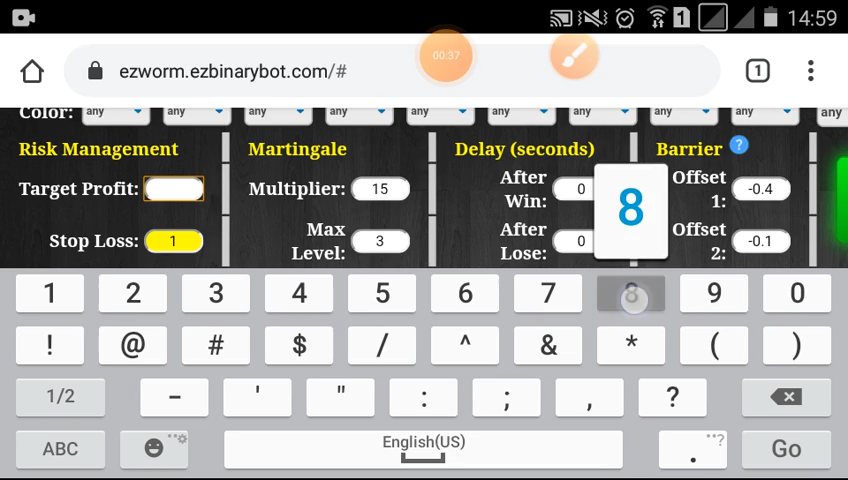 1 14:59
00:37
ezworm.ezbinarybot.com/# 1
Color: any any any any any any any any any any
Risk Management Martingale Delay (seconds) Barrier ?
Target Profit: Multiplier: 15 After Win: 0 Offset 1: -0.4
Stop Loss: 1 Max Level: 3 After Lose: 0 Offset 2: -0.1
8
1 2 3 4 5 6 7 8 9 0
! @ # $ / ^ & * ( )
1/2 - ' " : ; , ?
ABC English(US) . ? Go